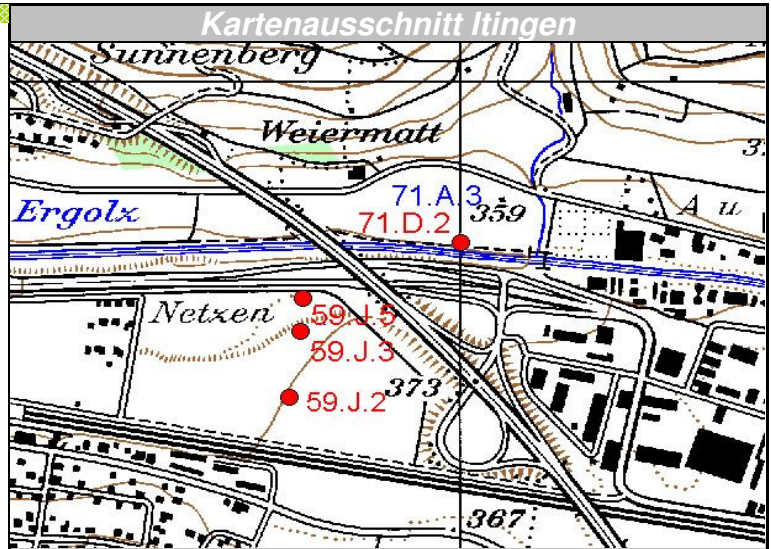 Kartenausschnitt Itingen
Sunnenberg
Weiermatt
71.A.3
Ergolz
359
A u
71.D.2
Netzen
59.J.5
59.J.3
373
59.J.2
367